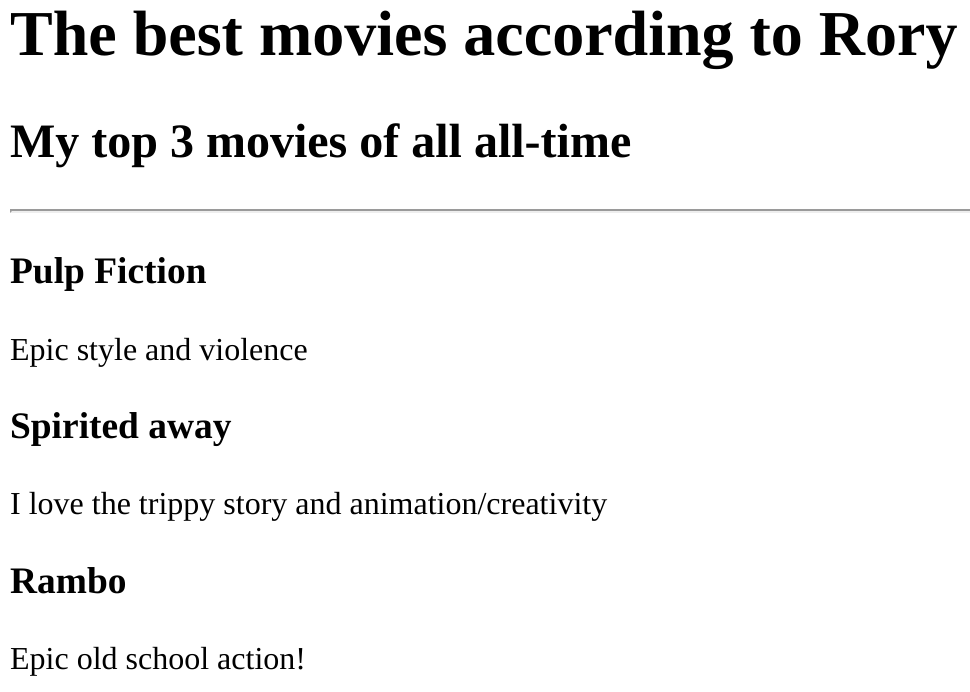 The best movies according to Rory
My top 3 movies of all all-time
Pulp Fiction
Epic style and violence
Spirited away
I love the trippy story and animation/creativity
Rambo
Epic old school action!